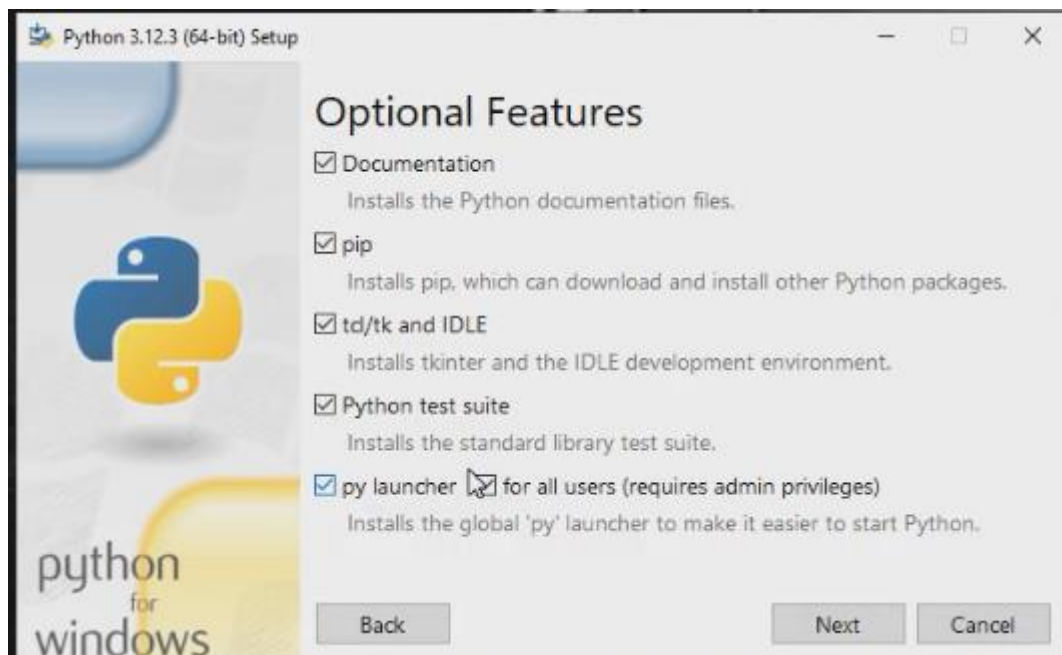 Python 3.12.3 (64-bit) Setup
Optional Features
Documentation
Installs the Python documentation files.
pip
Installs pip, which can download and install other Python packages.
tcl/tk and IDLE
Installs tkinter and the IDLE development environment.
Python test suite
Installs the standard library test suite.
py launcher for all users (requires admin privileges)
Installs the global 'py' launcher to make it easier to start Python.
python
for
windows
Back Next Cancel